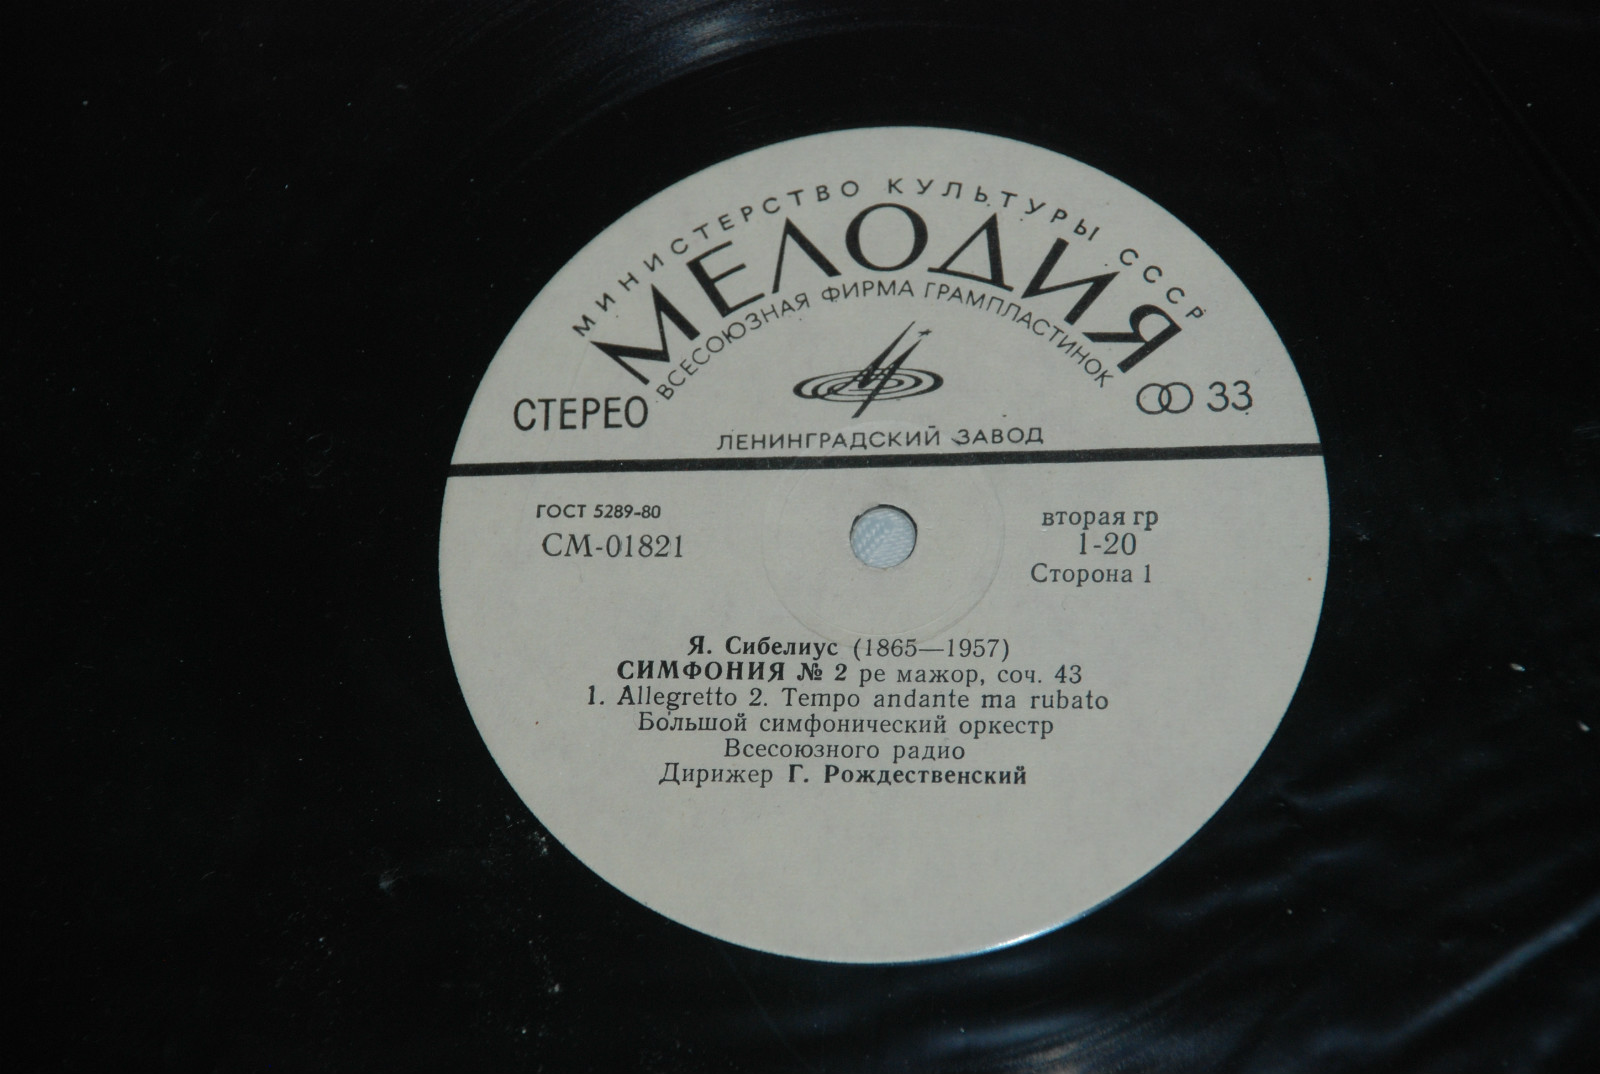 МИНИСТЕРСТВО КУЛЬТУРЫ СССР
МЕЛОДИЯ
ВСЕСОЮЗНАЯ ФИРМА ГРАМПЛАСТИНОК
СТЕРЕО
33
ЛЕНИНГРАДСКИЙ ЗАВОД
ГОСТ 5289-80
СМ-01821
вторая гр
1-20
Сторона 1
Я. Сибелиус (1865—1957)
СИМФОНИЯ № 2 ре мажор, соч. 43
1. Allegretto 2. Tempo andante ma rubato
Большой симфонический оркестр
Всесоюзного радио
Дирижер Г. Рождественский